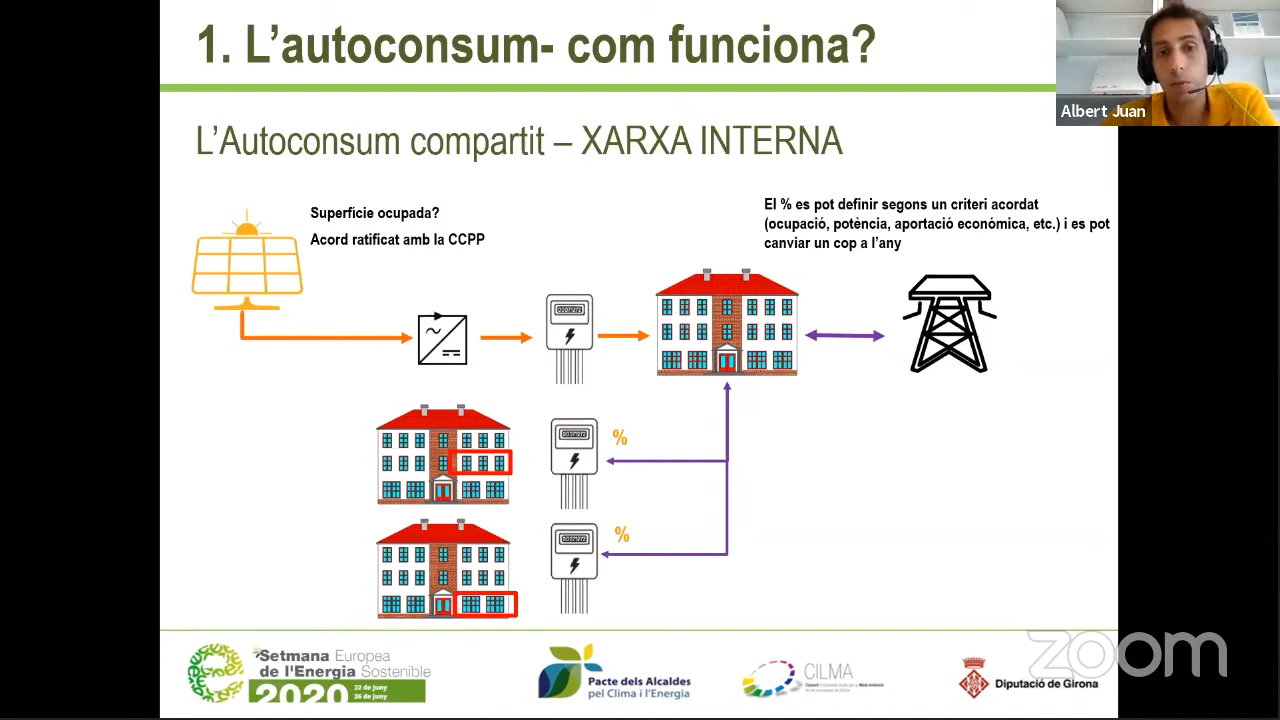 1. L’autoconsum- com funciona?
Albert Juan
L’Autoconsum compartit – XARXA INTERNA
Superfície ocupada?
Acord ratificat amb la CCPP
El % es pot definir segons un criteri acordat
(ocupació, potència, aportació económica, etc.) i es pot
canviar un cop a l’any
%
%
Setmana Europea
de l'Energia Sostenible
2020 22 de juny
26 de juny
Pacte dels Alcaldes
pel Clima i l'Energia
CILMA
Diputació de Girona
zoom